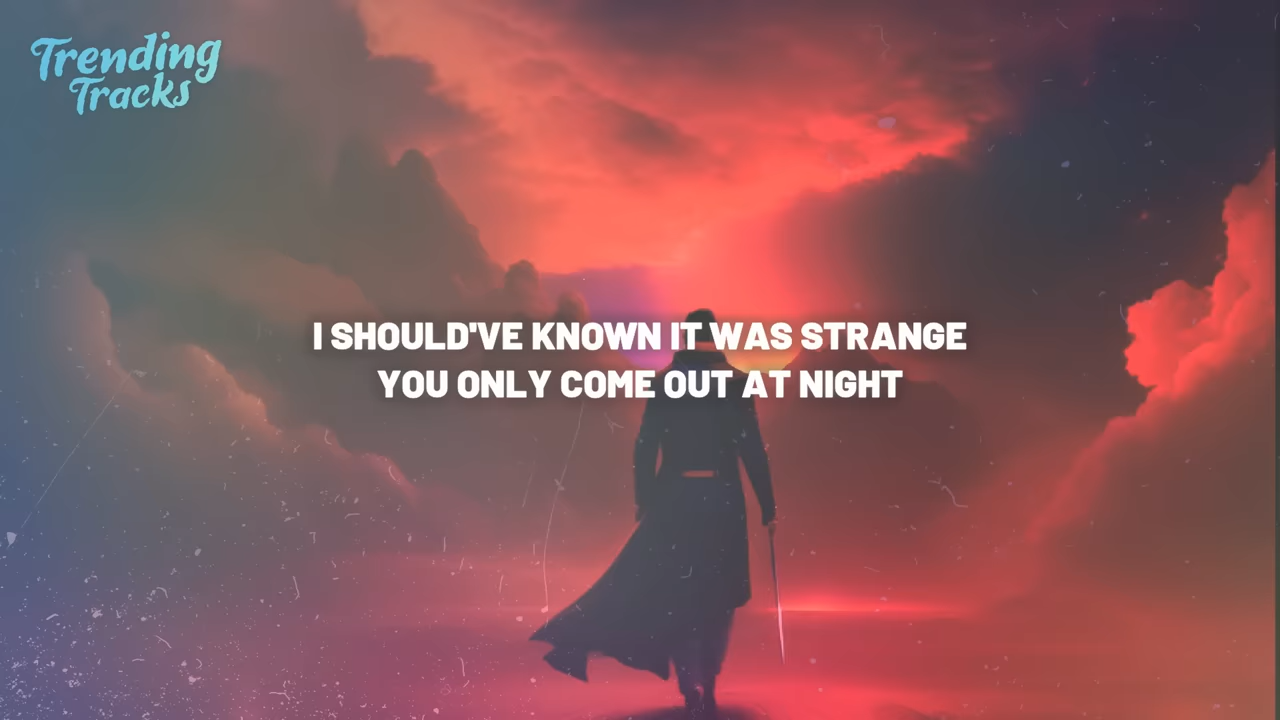 Trending
Tracks
I SHOULD'VE KNOWN IT WAS STRANGE
YOU ONLY COME OUT AT NIGHT